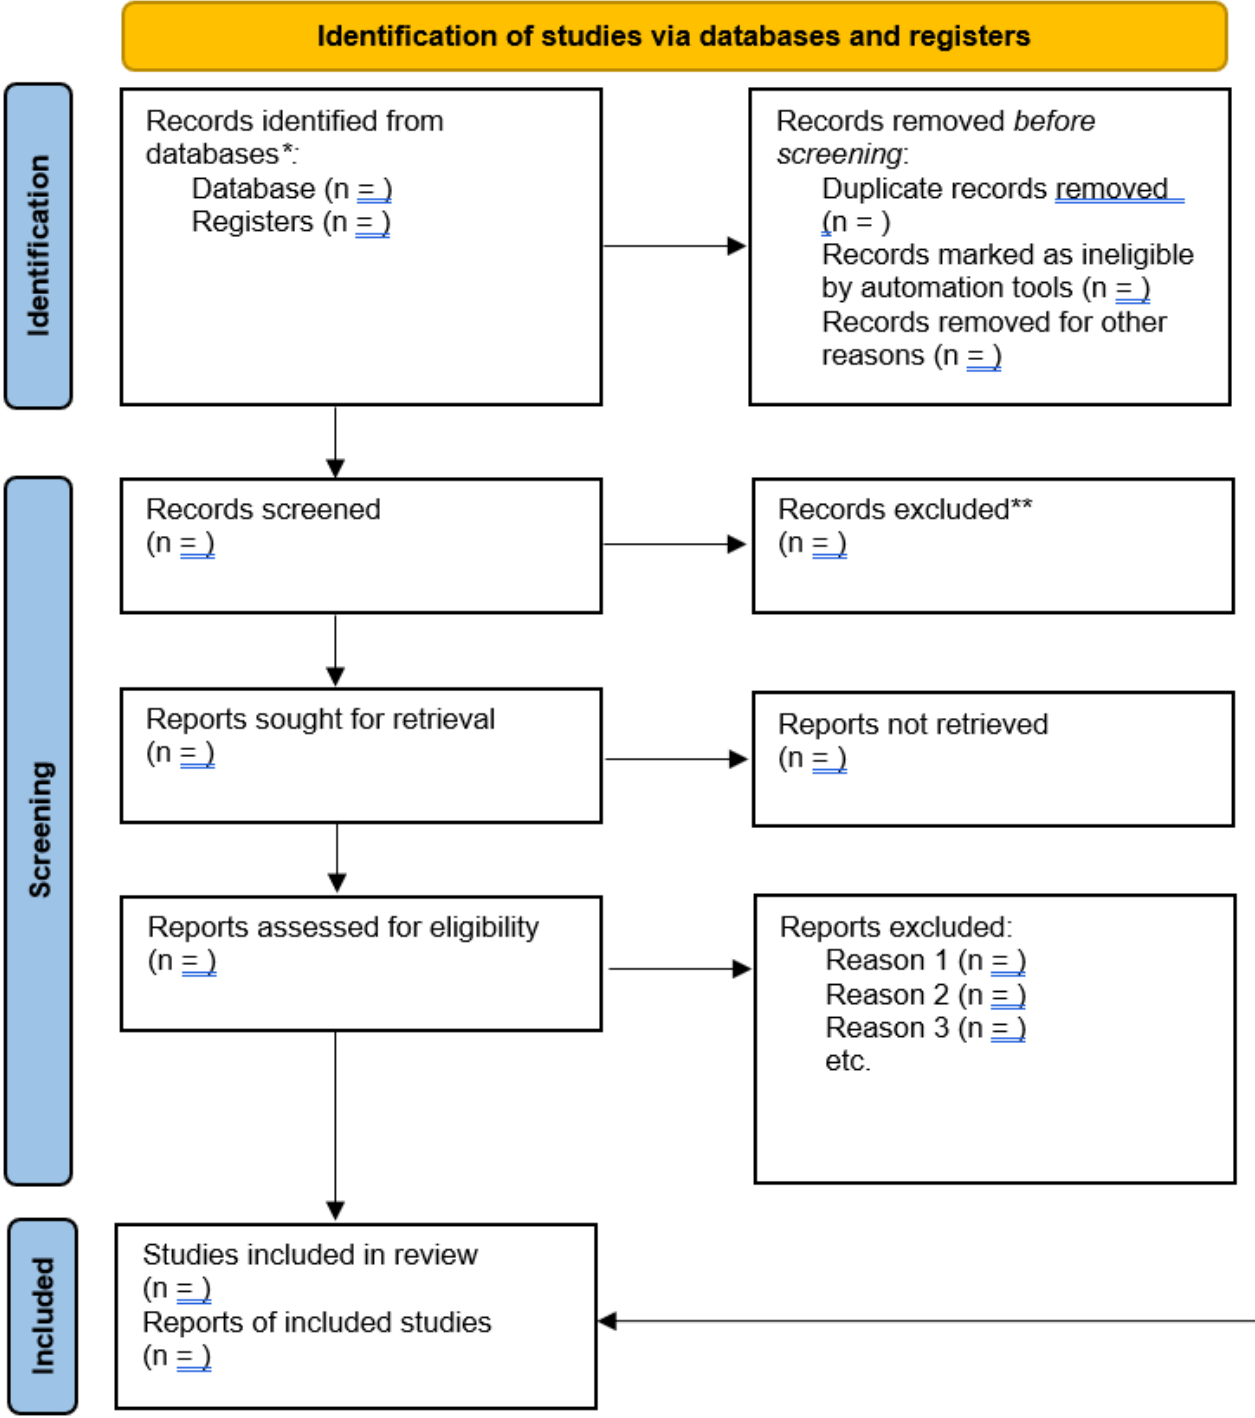 Identification of studies via databases and registers
Identification
Records identified from
databases*:
Database (n = )
Registers (n = )
Records removed before
screening:
Duplicate records removed
(n = )
Records marked as ineligible
by automation tools (n = )
Records removed for other
reasons (n = )
Screening
Records screened
(n = )
Records excluded**
(n = )
Reports sought for retrieval
(n = )
Reports not retrieved
(n = )
Reports assessed for eligibility
(n = )
Reports excluded:
Reason 1 (n = )
Reason 2 (n = )
Reason 3 (n = )
etc.
Included
Studies included in review
(n = )
Reports of included studies
(n = )